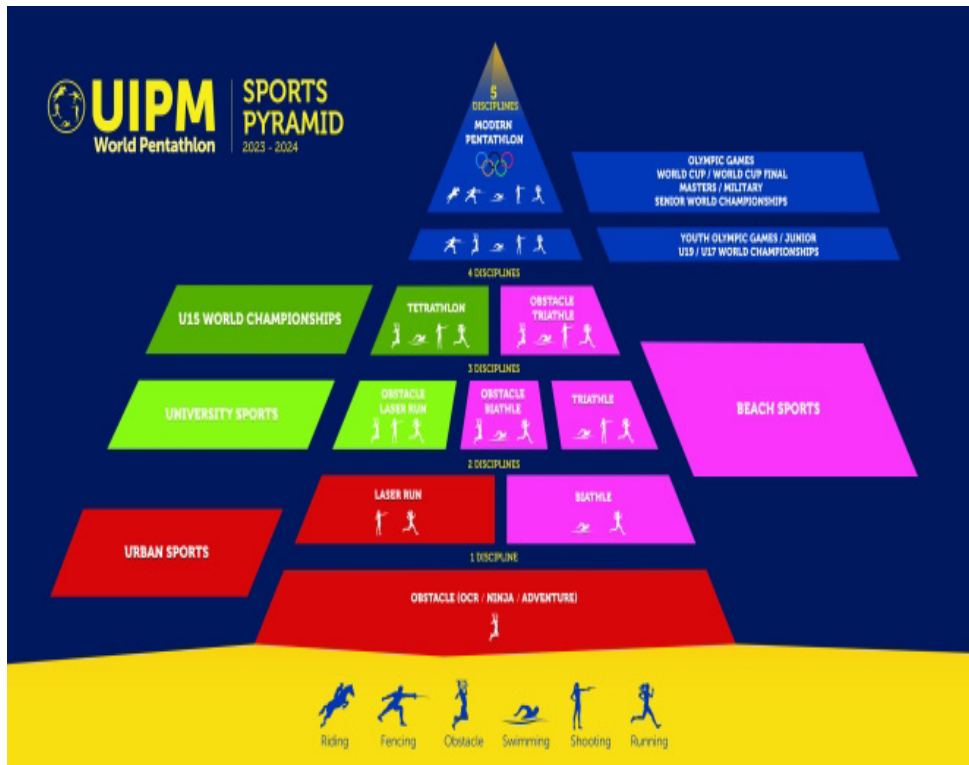 UIPM
World Pentathlon
SPORTS
PYRAMID
2023 - 2024
5
DISCIPLINES
MODERN
PENTATHLON
OLYMPIC GAMES
WORLD CUP / WORLD CUP FINAL
MASTERS / MILITARY
SENIOR WORLD CHAMPIONSHIPS
YOUTH OLYMPIC GAMES / JUNIOR
U19 / U17 WORLD CHAMPIONSHIPS
4 DISCIPLINES
U15 WORLD CHAMPIONSHIPS
TETRATHLON
OBSTACLE
TRIATHLE
3 DISCIPLINES
UNIVERSITY SPORTS
OBSTACLE
LASER RUN
OBSTACLE
BIATHLE
TRIATHLE
BEACH SPORTS
2 DISCIPLINES
LASER RUN
BIATHLE
URBAN SPORTS
1 DISCIPLINE
OBSTACLE (OCR / NINJA / ADVENTURE)
Riding Fencing Obstacle Swimming Shooting Running